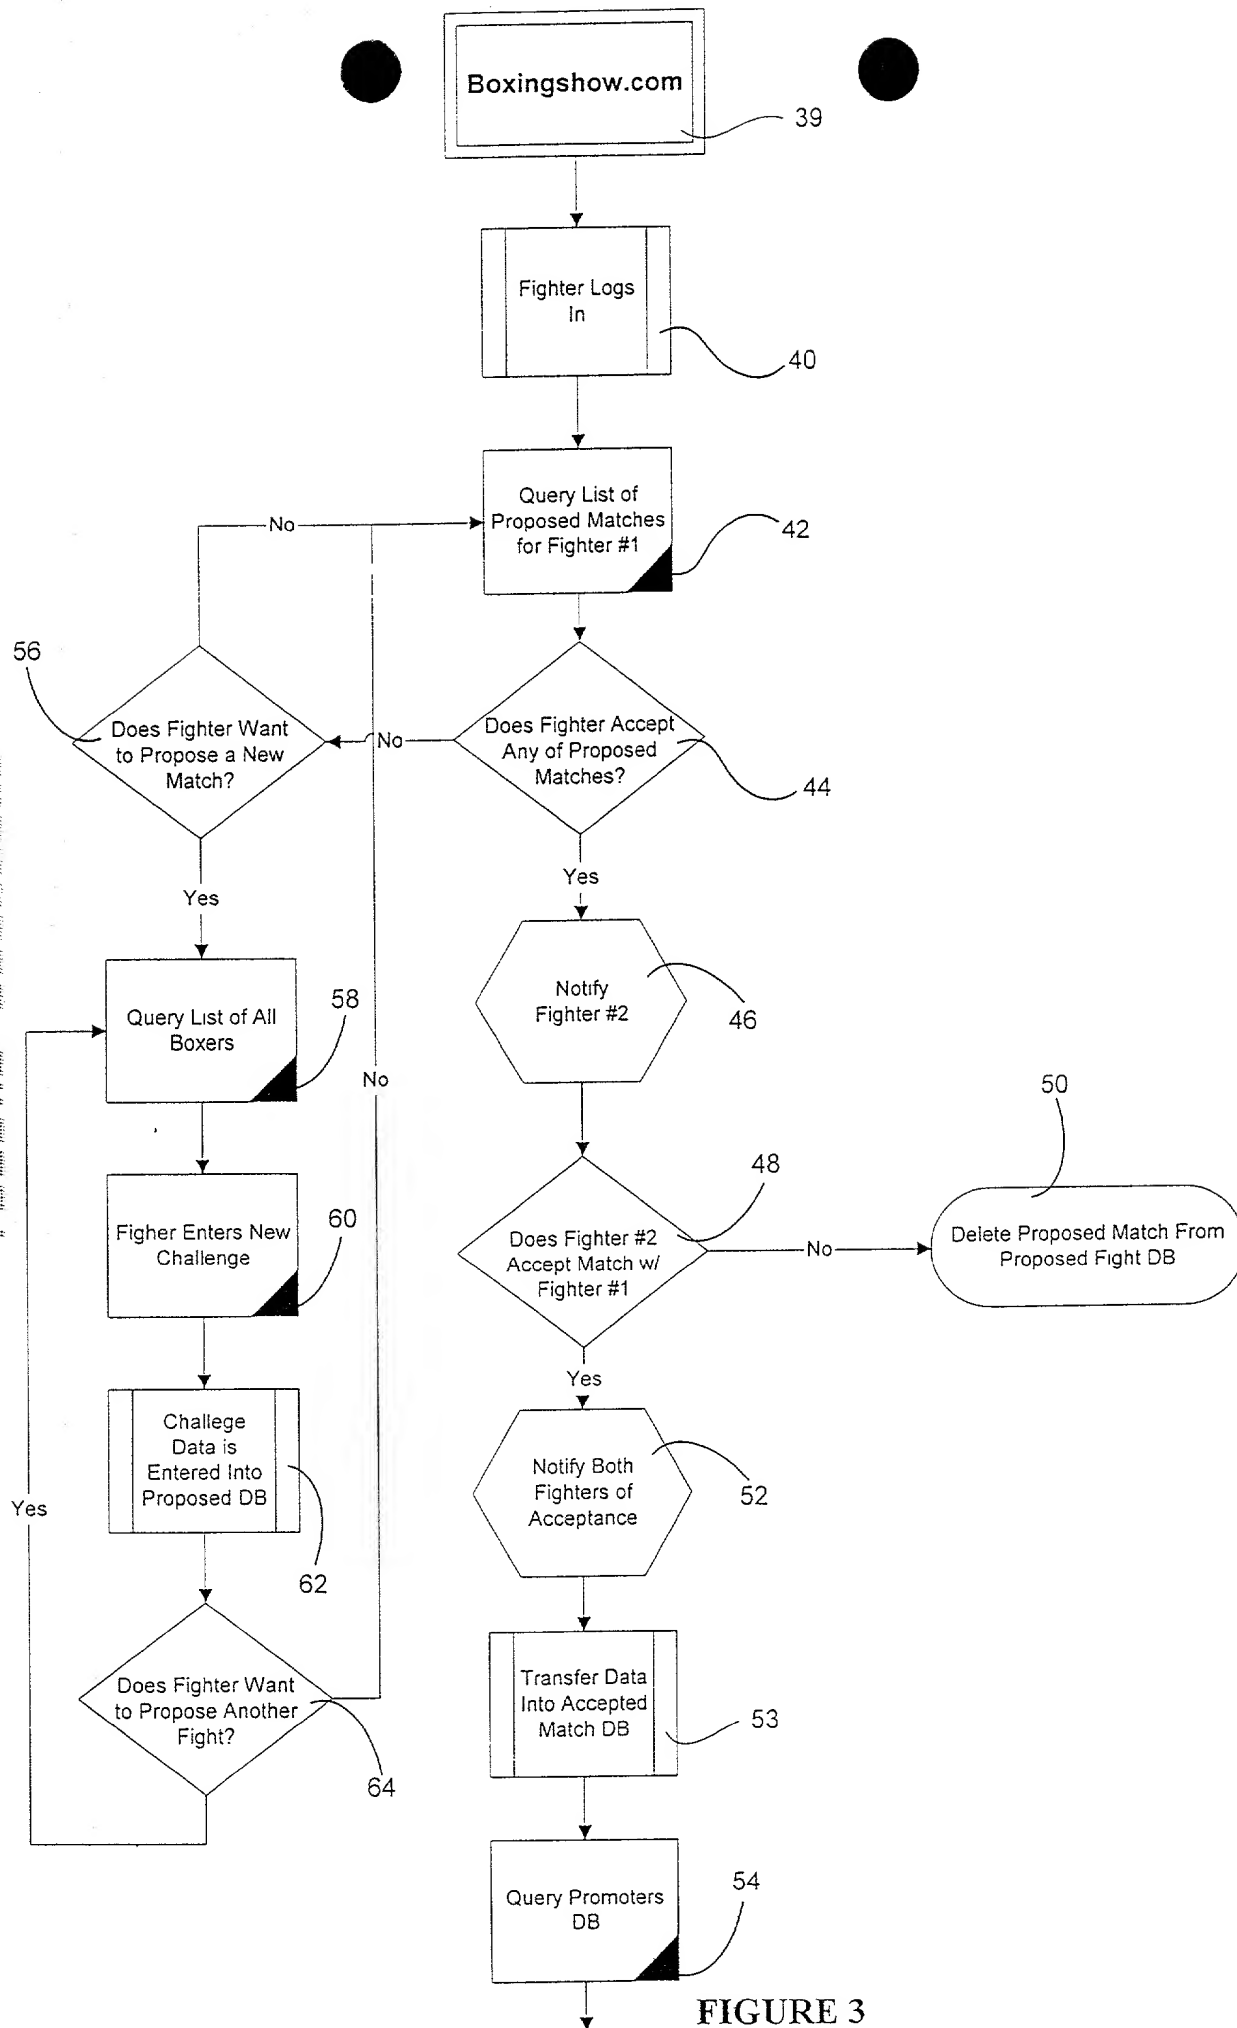 Boxingshow.com
39
Fighter Logs
In
40
Query List of
Proposed Matches
for Fighter #1
42
No
56
Does Fighter Want
to Propose a New
Match?
No
Does Fighter Accept
Any of Proposed
Matches?
44
Yes
Yes
Query List of All
Boxers
58
Notify
Fighter #2
46
No
50
Figher Enters New
Challenge
60
Does Fighter #2
Accept Match w/
Fighter #1
48
No
Delete Proposed Match From
Proposed Fight DB
Yes
Challege
Data is
Entered Into
Proposed DB
62
Yes
Notify Both
Fighters of
Acceptance
52
Does Fighter Want
to Propose Another
Fight?
64
Transfer Data
Into Accepted
Match DB
53
Query Promoters
DB
54
FIGURE 3